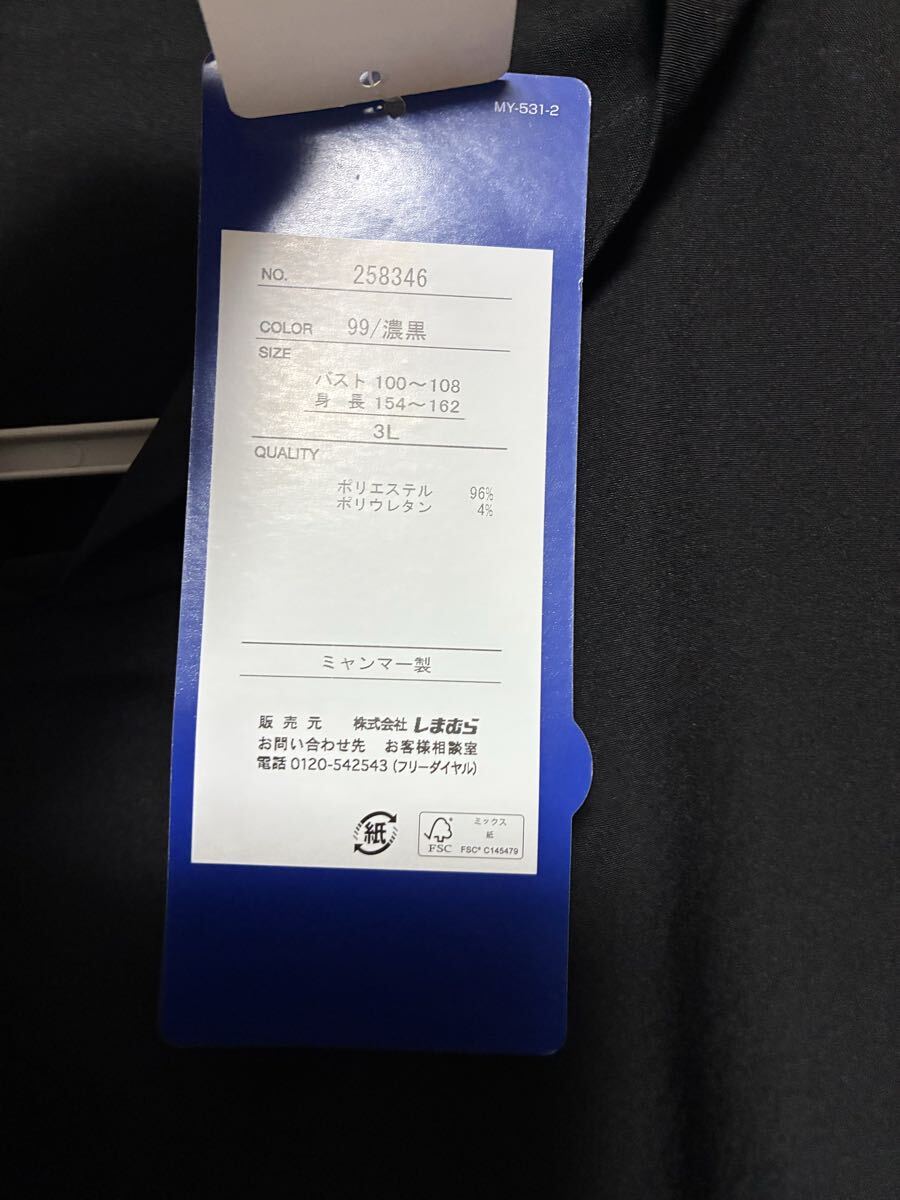 MY-531-2
NO. 258346
COLOR 99/濃黒
SIZE
バスト 100～108
身 長 154～162
3L
QUALITY
ポリエステル 96%
ポリウレタン 4%
ミャンマー製
販 売 元 株式会社 しまむら
お問い合わせ先 お客様相談室
電話 0120-542543 (フリーダイヤル)
紙
ミックス
紙
FSC
FSC® C145479